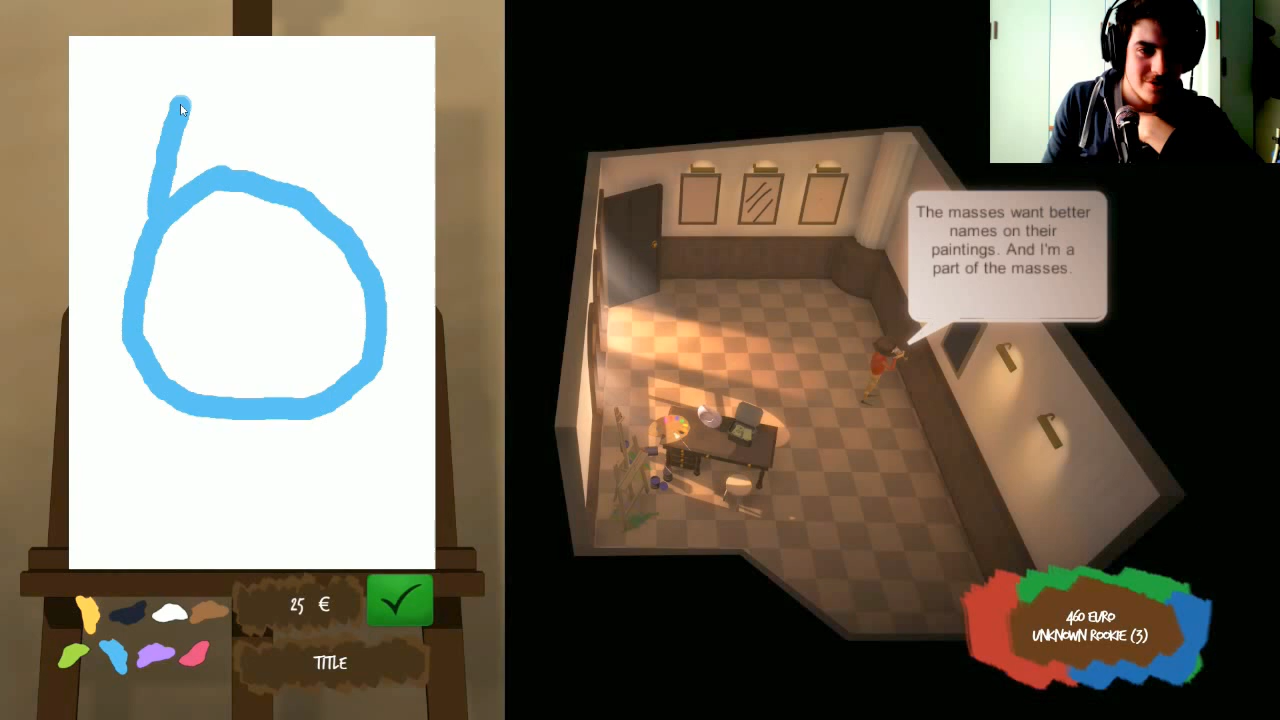 The masses want better
names on their
paintings. And I'm a
part of the masses.
25 €
TITLE
460 EURO
UNKNOWN ROOKIE (3)